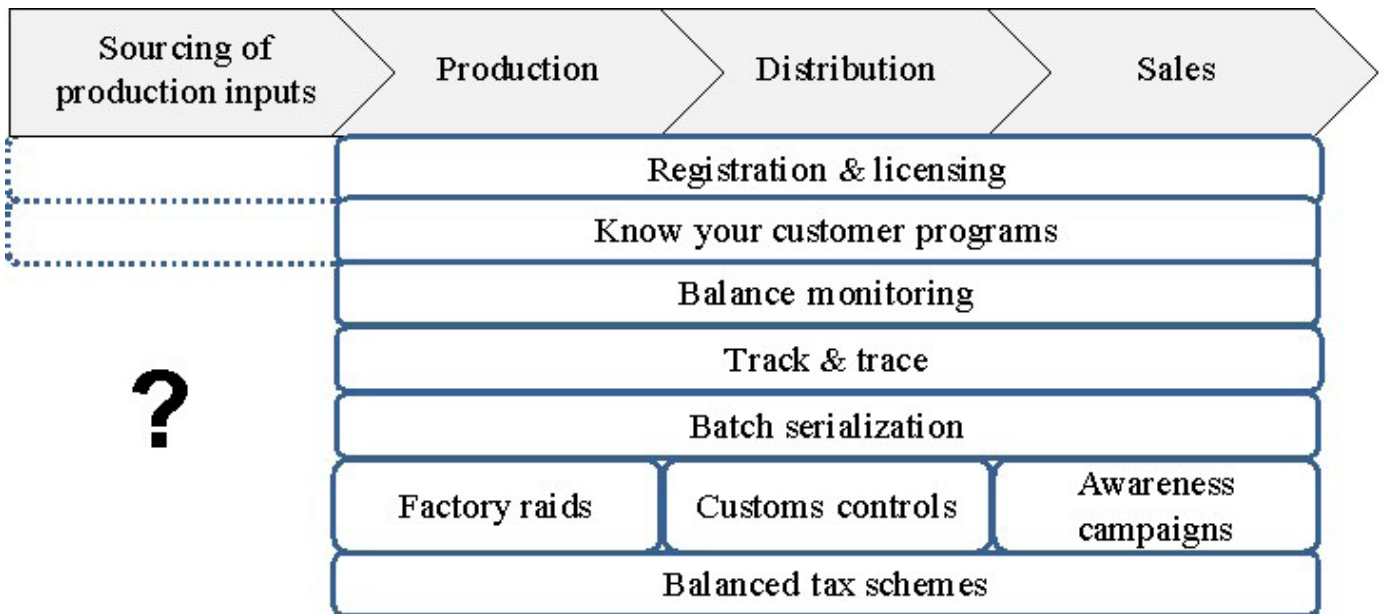 Sourcing of
production inputs
Production
Distribution
Sales
Registration & licensing
Know your customer programs
Balance monitoring
Track & trace
?
Batch serialization
Factory raids
Customs controls
Awareness
campaigns
Balanced tax schemes